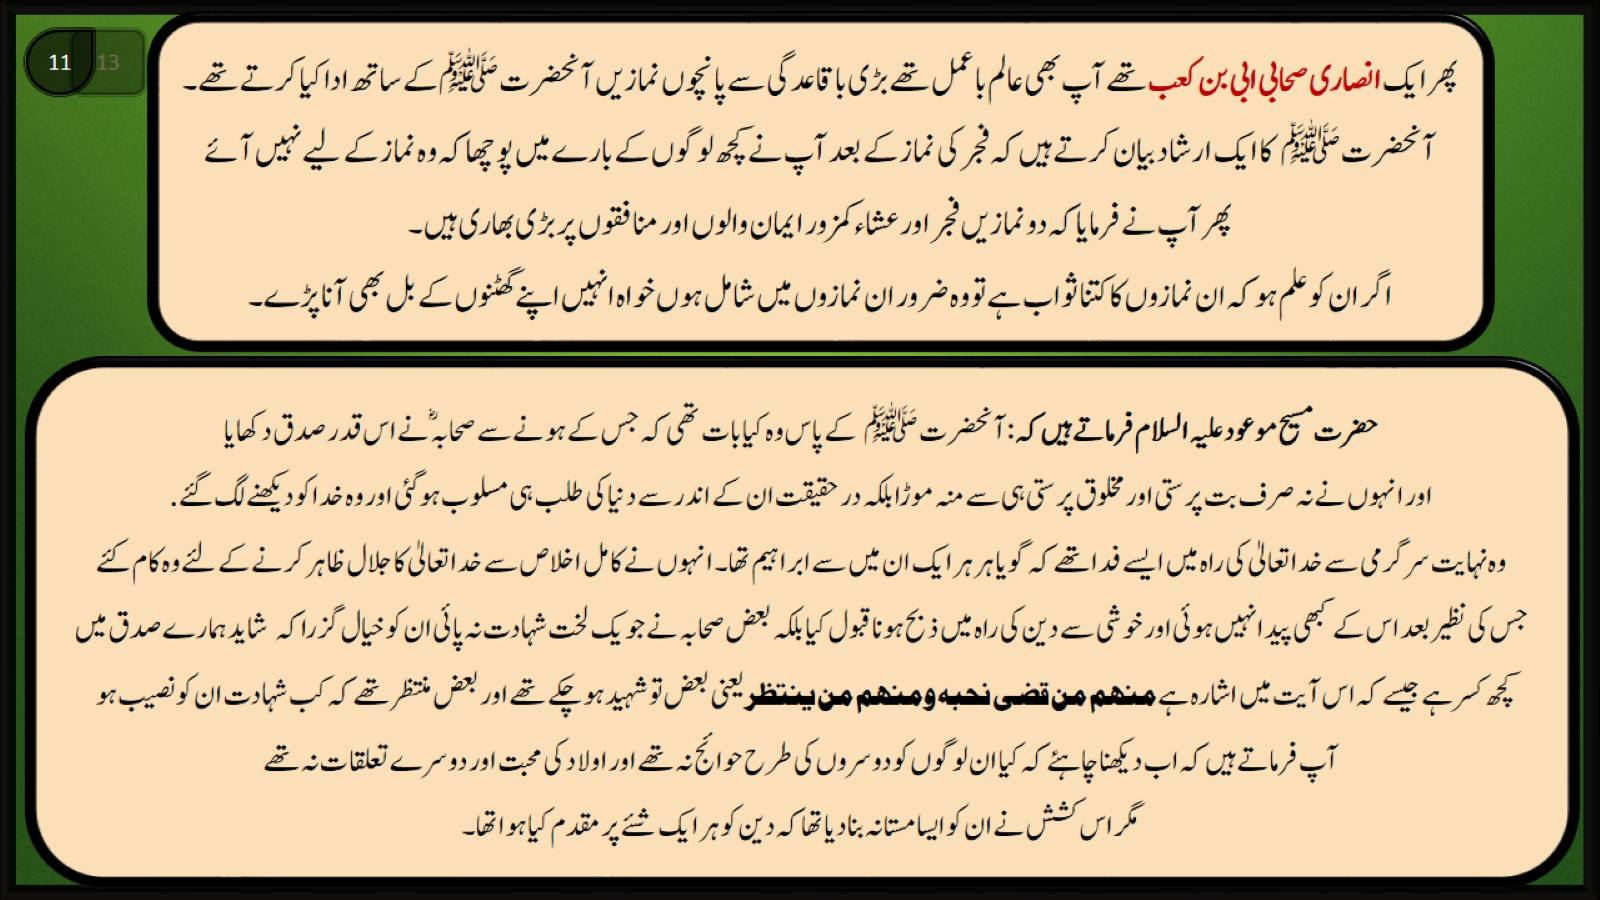 11 13
پھر ایک انصاری صحابی ابی بن کعب تھے آپ بھی عالم باعمل تھے بڑی باقاعدگی سے پانچوں نمازیں آنحضرت ﷺ کے ساتھ ادا کیا کرتے تھے۔
آنحضرت ﷺ کا ایک ارشاد بیان کرتے ہیں کہ فجر کی نماز کے بعد آپ نے کچھ لوگوں کے بارے میں پوچھا کہ وہ نماز کے لیے نہیں آئے
پھر آپ نے فرمایا کہ دو نمازیں فجر اور عشاء کمزور ایمان والوں اور منافقوں پر بڑی بھاری ہیں۔
اگر ان کو علم ہو کہ ان نمازوں کا کتنا ثواب ہے تو وہ ضرور ان نمازوں میں شامل ہوں خواہ انہیں اپنے گھٹنوں کے بل بھی آنا پڑے۔
حضرت مسیح موعود علیہ السلام فرماتے ہیں کہ: آنحضرت ﷺ کے پاس وہ کیا بات تھی کہ جس کے ہونے سے صحابہؓ نے اس قدر صدق دکھایا
اور انہوں نے نہ صرف بت پرستی اور مخلوق پرستی ہی سے منہ موڑا بلکہ در حقیقت ان کے اندر سے دنیا کی طلب ہی مسلوب ہو گئی اور وہ خدا کو دیکھنے لگ گئے.
وہ نہایت سرگرمی سے خدا تعالیٰ کی راہ میں ایسے فدا تھے کہ گویا ہر ہر ایک ان میں سے ابراہیم تھا۔ انہوں نے کامل اخلاص سے خدا تعالیٰ کا جلال ظاہر کرنے کے لئے وہ کام کئے
جس کی نظیر بعد اس کے کبھی پیدا نہیں ہوئی اور خوشی سے دین کی راہ میں ذبح ہونا قبول کیا بلکہ بعض صحابہ نے جو یک لخت شہادت نہ پائی ان کو خیال گزرا کہ شاید ہمارے صدق میں
کچھ کسر ہے جیسے کہ اس آیت میں اشارہ ہے منهم من قضى نحبه ومنهم من ينتظر یعنی بعض تو شہید ہو چکے تھے اور بعض منتظر تھے کہ کب شہادت ان کو نصیب ہو
آپ فرماتے ہیں کہ اب دیکھنا چاہئے کہ کیا ان لوگوں کو دوسروں کی طرح حوائج نہ تھے اور اولاد کی محبت اور دوسرے تعلقات نہ تھے
مگر اس کشش نے ان کو ایسا مستانہ بنا دیا تھا کہ دین کو ہر ایک شئے پر مقدم کیا ہوا تھا۔